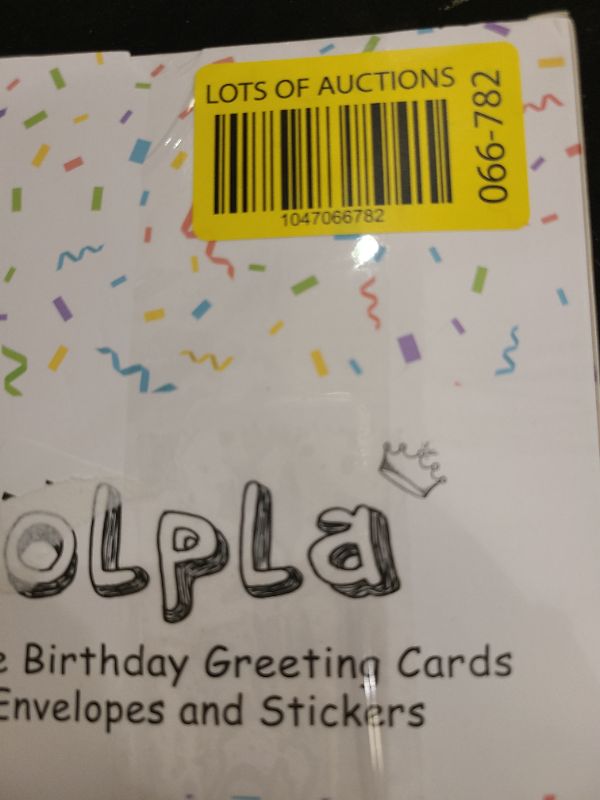 LOTS OF AUCTIONS
066-782
1047066782
olpla
e Birthday Greeting Cards
Envelopes and Stickers